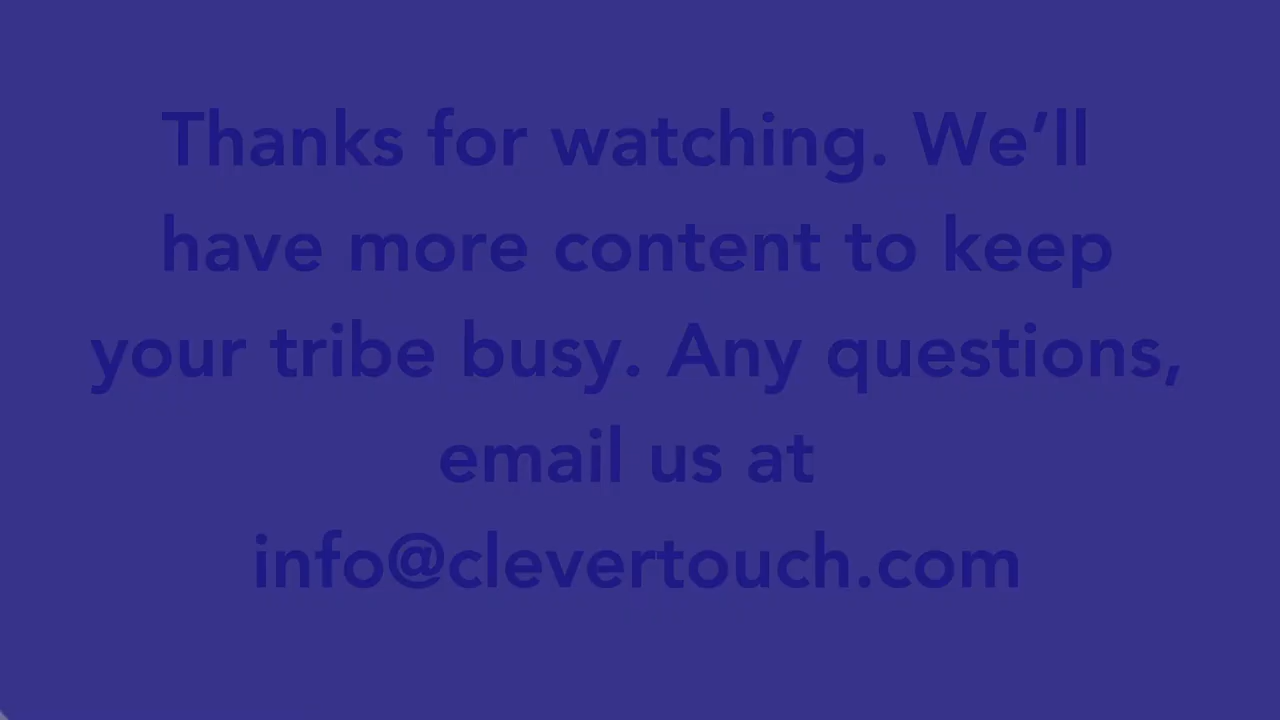 Thanks for watching. We’ll
have more content to keep
your tribe busy. Any questions,
email us at
info@clevertouch.com